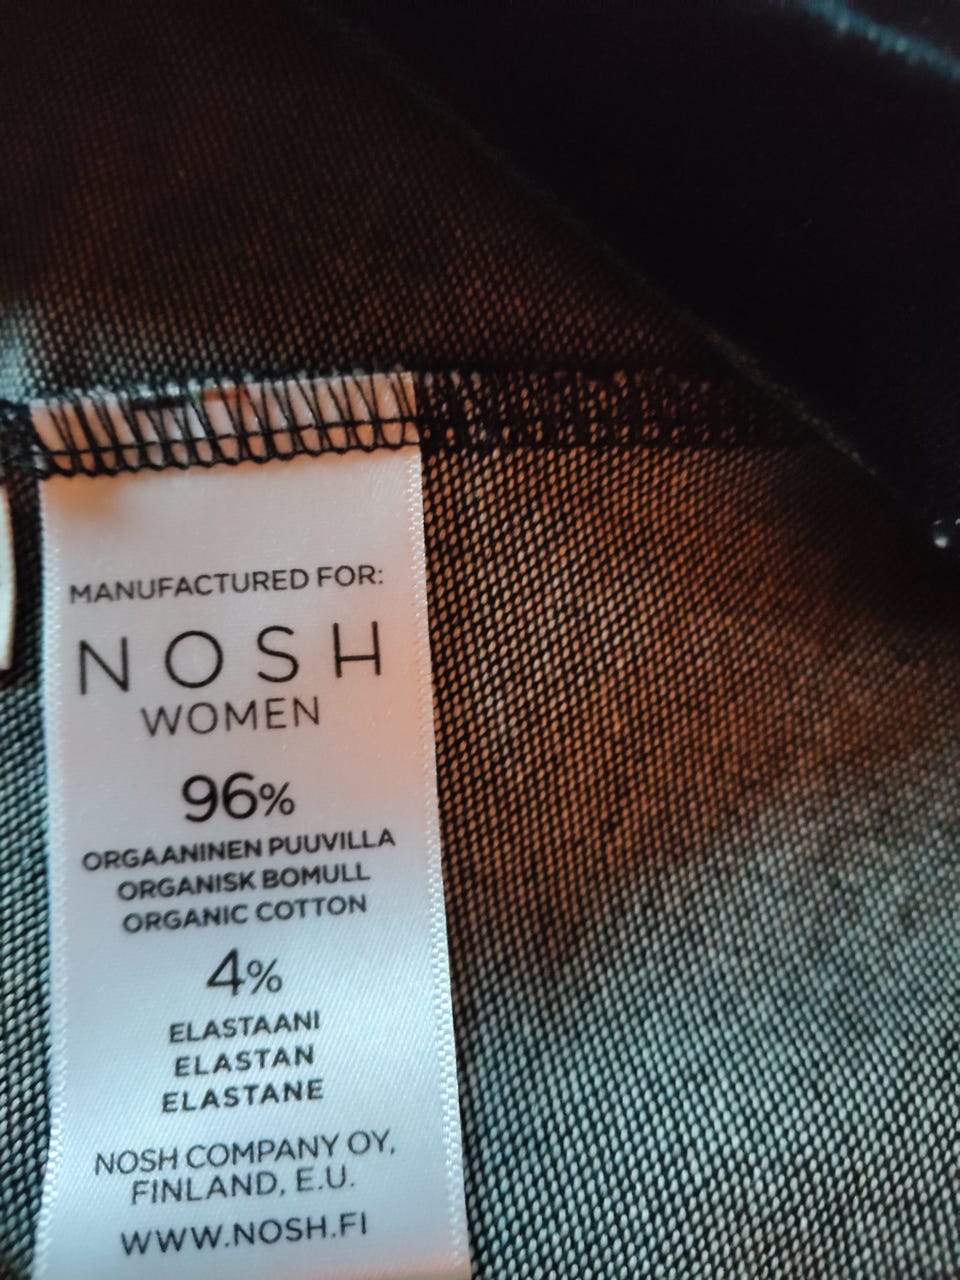 MANUFACTURED FOR:
NOSH
WOMEN
96%
ORGAANINEN PUUVILLA
ORGANISK BOMULL
ORGANIC COTTON
4%
ELASTAANI
ELASTAN
ELASTANE
NOSH COMPANY OY,
FINLAND, E.U.
WWW.NOSH.FI